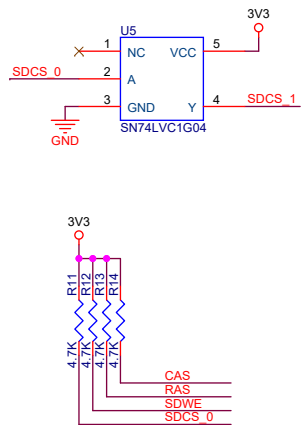 U5
3V3
1 NC VCC 5
SDCS_0 2 A
3 GND Y 4 SDCS_1
GND
SN74LVC1G04
3V3
R11 R12 R13 R14
4.7K 4.7K 4.7K 4.7K
CAS
RAS
SDWE
SDCS_0